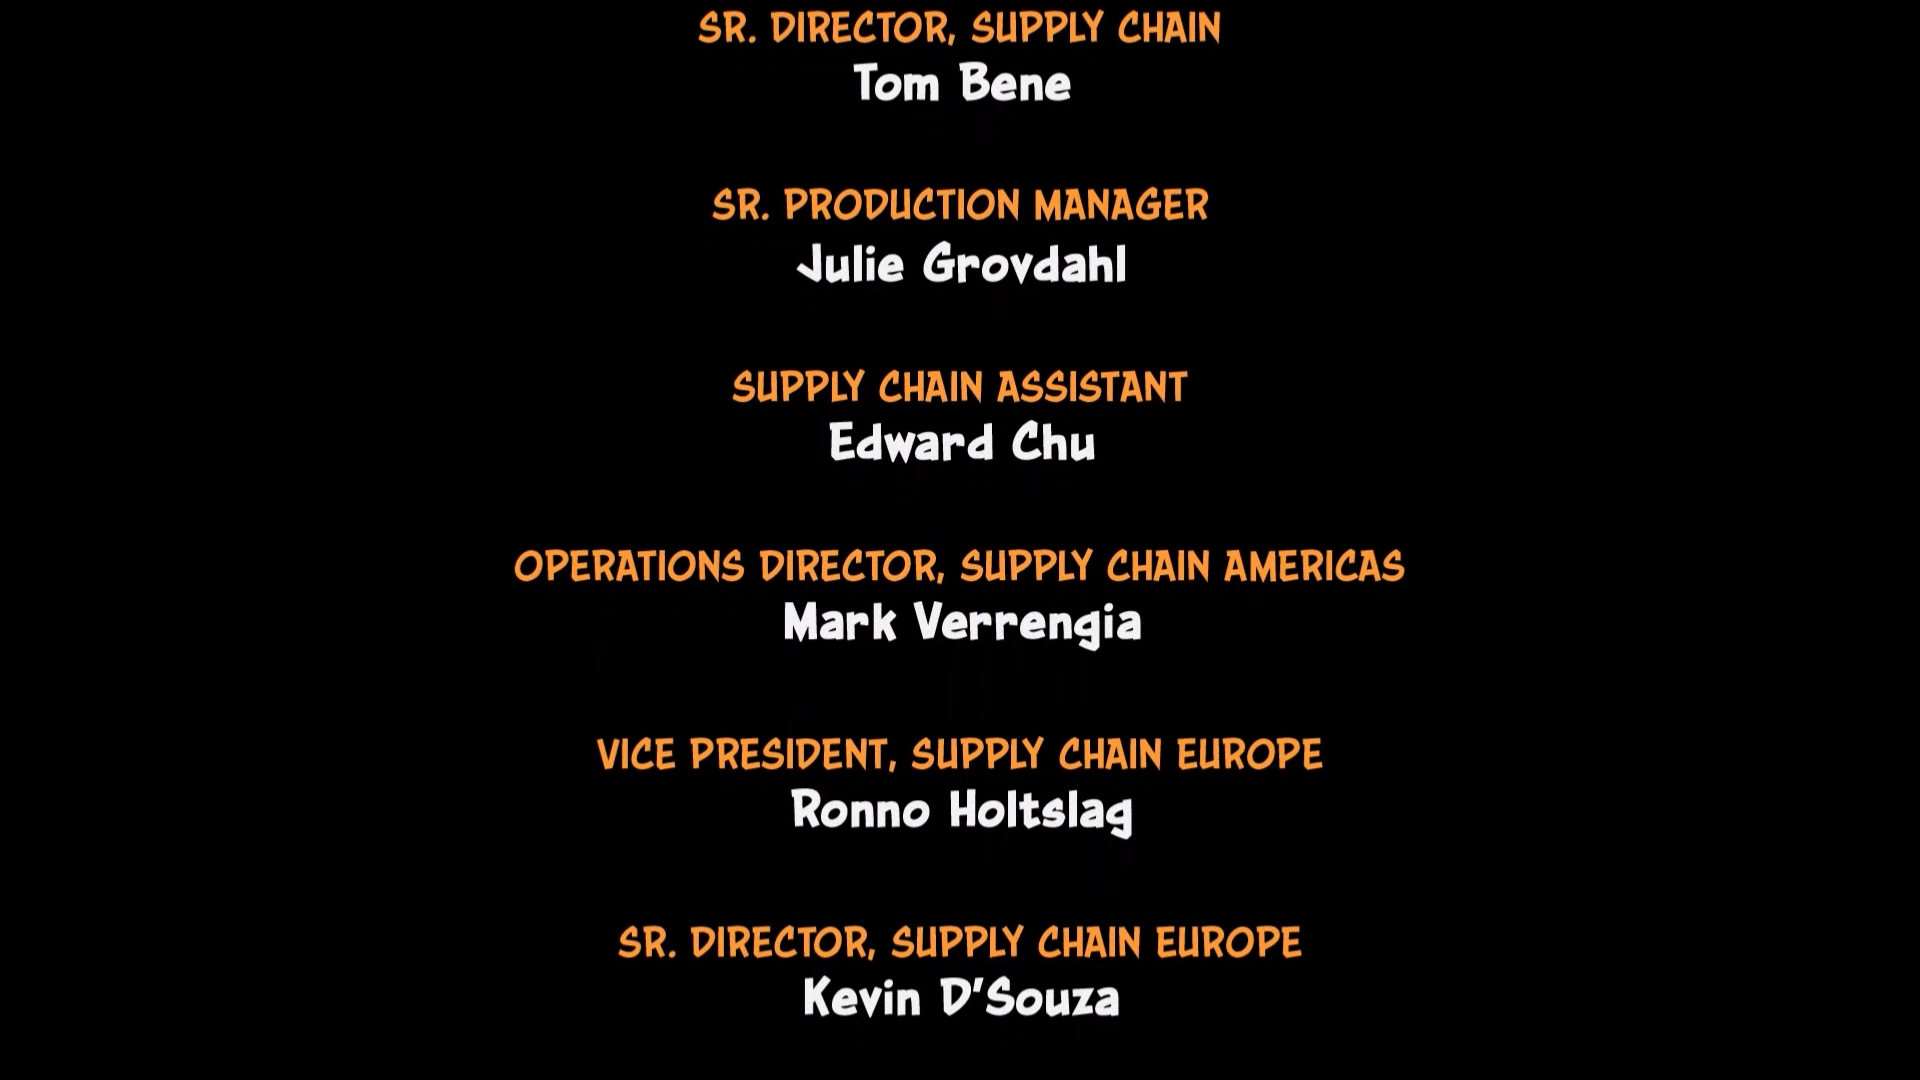 SR. DIRECTOR, SUPPLY CHAIN
Tom Bene
SR. PRODUCTION MANAGER
Julie Grovdahl
SUPPLY CHAIN ASSISTANT
Edward Chu
OPERATIONS DIRECTOR, SUPPLY CHAIN AMERICAS
Mark Verrengia
VICE PRESIDENT, SUPPLY CHAIN EUROPE
Ronno Holtslag
SR. DIRECTOR, SUPPLY CHAIN EUROPE
Kevin D'Souza